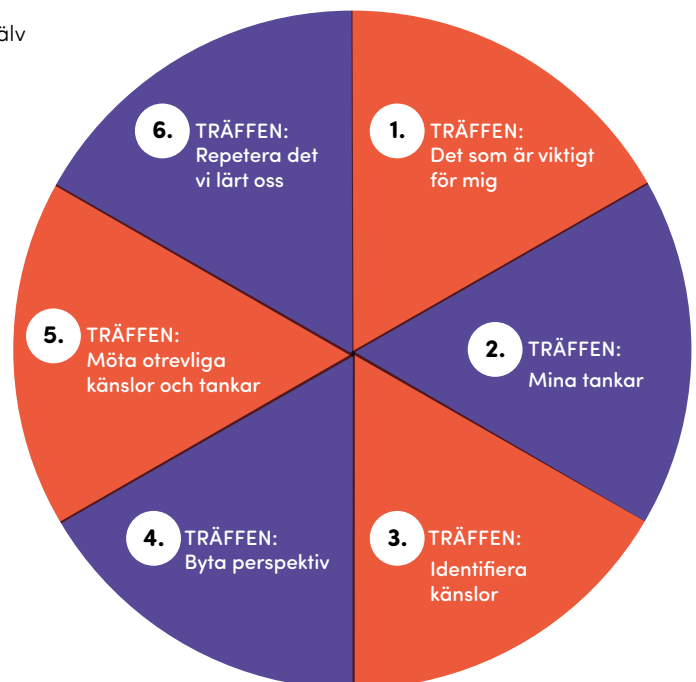 älv
1. TRÄFFEN:
Det som är viktigt
för mig
2. TRÄFFEN:
Mina tankar
3. TRÄFFEN:
Identifiera
känslor
4. TRÄFFEN:
Byta perspektiv
5. TRÄFFEN:
Möta otrevliga
känslor och tankar
6. TRÄFFEN:
Repetera det
vi lärt oss